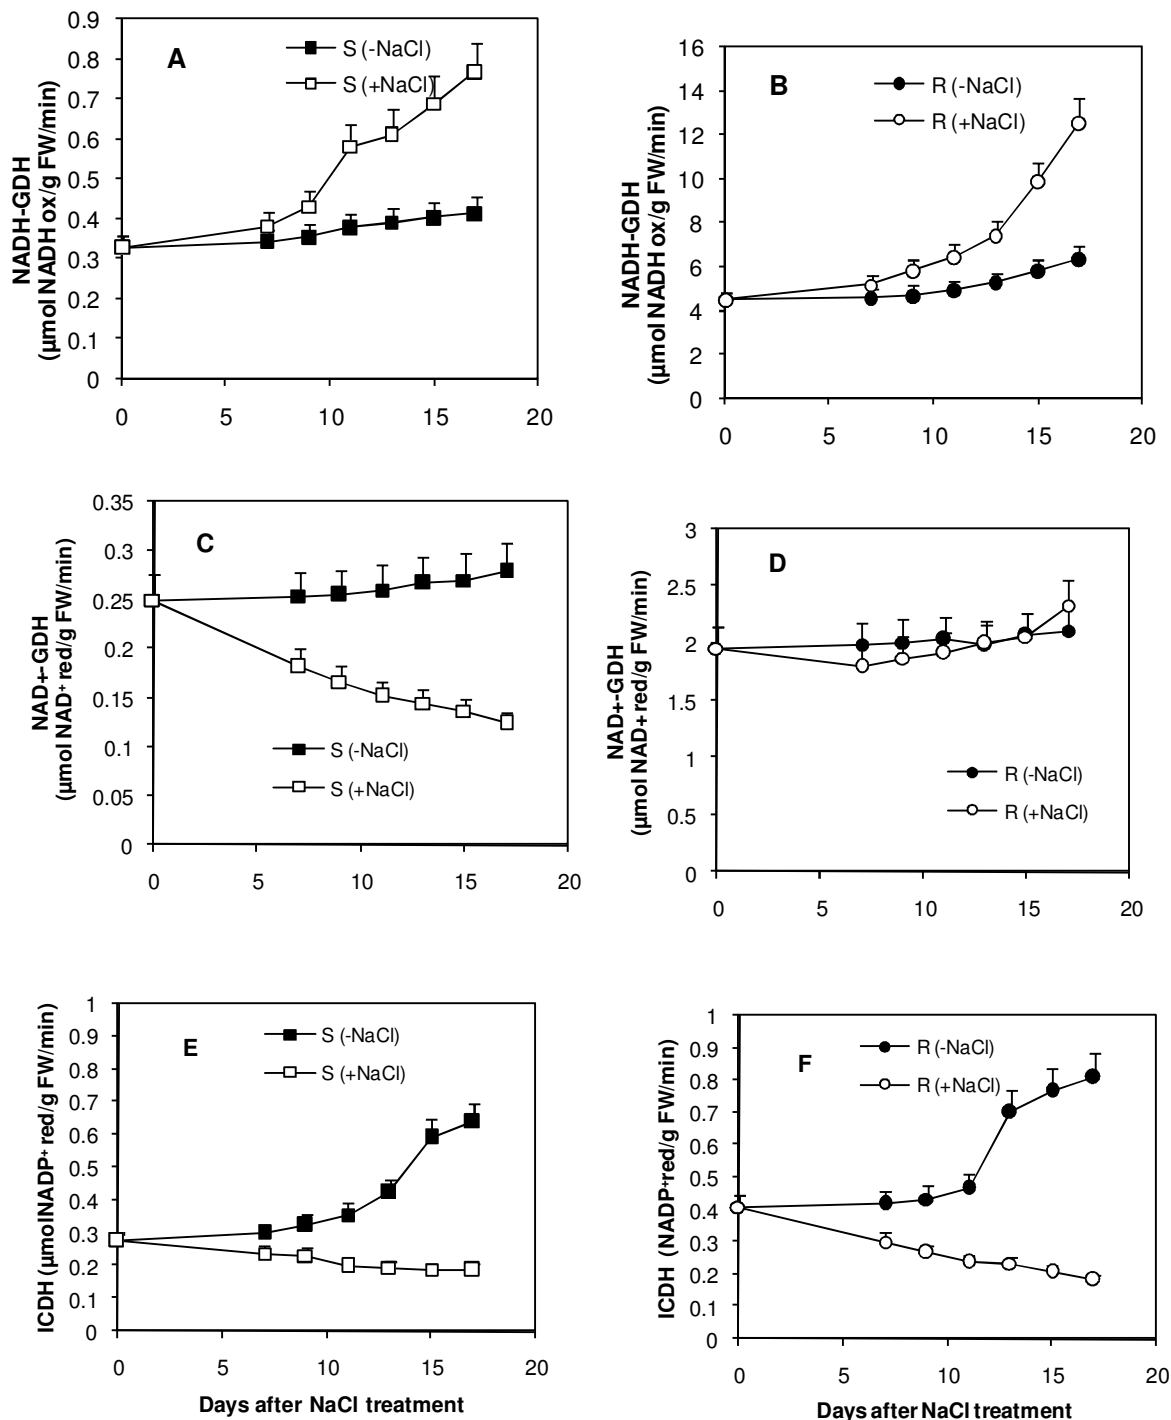 A
NADH-GDH
(µmol NADH ox/g FW/min)
0.9
0.8
0.7
0.6
0.5
0.4
0.3
0.2
0.1
0
S (-NaCl)
S (+NaCl)
0 5 10 15 20
B
NADH-GDH
(µmol NADH ox/g FW/min)
16
14
12
10
8
6
4
2
0
R (-NaCl)
R (+NaCl)
0 5 10 15 20
C
NAD+-GDH
(µmol NAD⁺ red/g FW/min)
0.35
0.3
0.25
0.2
0.15
0.1
0.05
0
S (-NaCl)
S (+NaCl)
0 5 10 15 20
D
NAD+-GDH
(µmol NAD+ red/g FW/min)
3
2.5
2
1.5
1
0.5
0
R (-NaCl)
R (+NaCl)
0 5 10 15 20
E
ICDH (µmolNADP⁺ red/g FW/min)
1
0.9
0.8
0.7
0.6
0.5
0.4
0.3
0.2
0.1
0
S (-NaCl)
S (+NaCl)
0 5 10 15 20
Days after NaCl treatment
F
ICDH (NADP⁺red/g FW/min)
1
0.9
0.8
0.7
0.6
0.5
0.4
0.3
0.2
0.1
0
R (-NaCl)
R (+NaCl)
0 5 10 15 20
Days after NaCl treatment